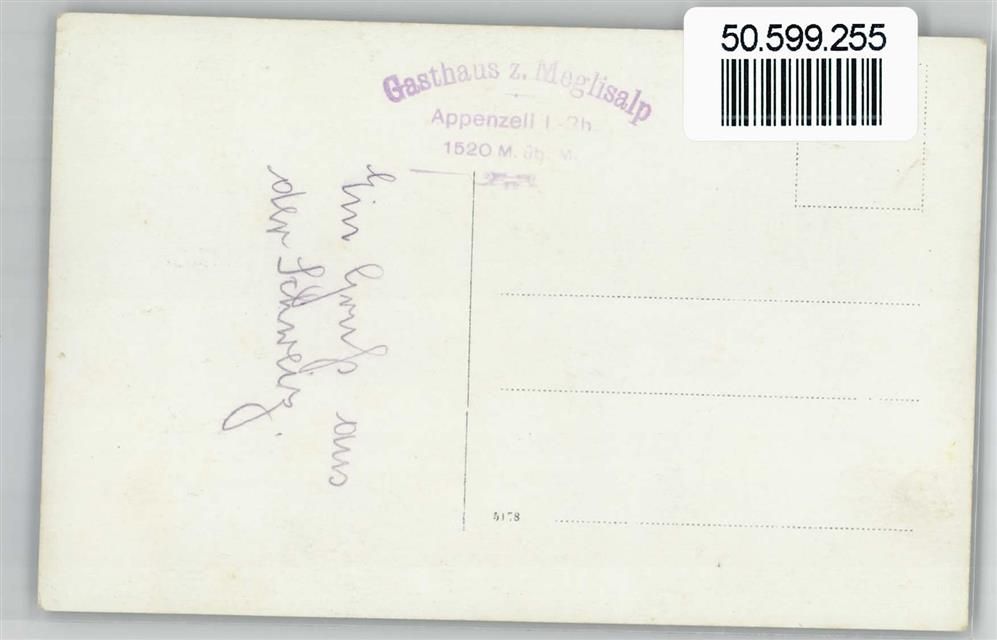 50.599.255
Gasthaus z. Meglisalp
Appenzell I.-Rh.
1520 M. üb. M.
Ein Gruß aus
der Schweiz.
5178